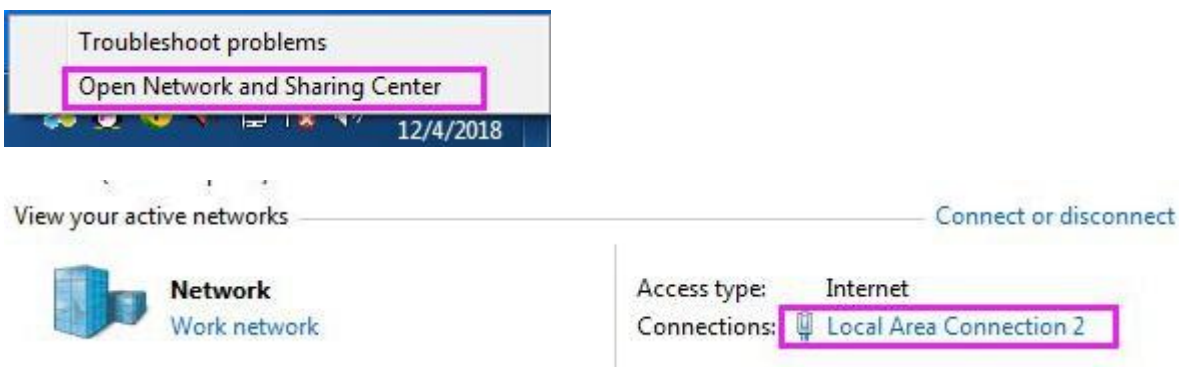 Troubleshoot problems
Open Network and Sharing Center
12/4/2018
View your active networks
Connect or disconnect
Network
Work network
Access type: Internet
Connections: Local Area Connection 2